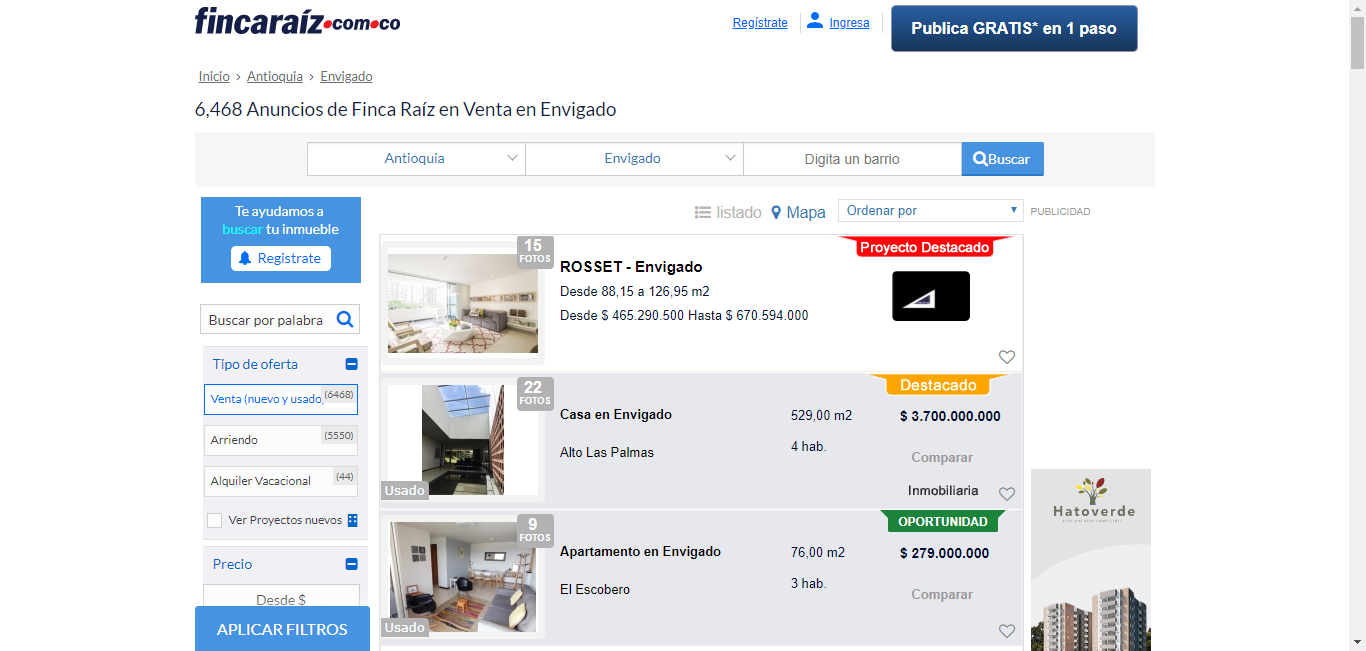 fincaraíz.com.co
Regístrate
Ingresa
Publica GRATIS* en 1 paso
Inicio › Antioquia › Envigado
6,468 Anuncios de Finca Raíz en Venta en Envigado
Antioquia
Envigado
Digita un barrio
Buscar
Te ayudamos a
buscar tu inmueble
Registrate
listado
Mapa
Ordenar por
PUBLICIDAD
Buscar por palabra
Tipo de oferta
Venta (nuevo y usado
(6468)
Arriendo
(5550)
Alquiler Vacacional
(44)
Ver Proyectos nuevos
Precio
Desde $
APLICAR FILTROS
15
FOTOS
ROSSET - Envigado
Desde 88,15 a 126,95 m2
Desde $ 465.290.500 Hasta $ 670.594.000
Proyecto Destacado
22
FOTOS
Usado
Casa en Envigado
Alto Las Palmas
529,00 m2
4 hab.
Destacado
$ 3.700.000.000
Comparar
Inmobiliaria
9
FOTOS
Usado
Apartamento en Envigado
El Escobero
76,00 m2
3 hab.
OPORTUNIDAD
$ 279.000.000
Comparar
Hatoverde